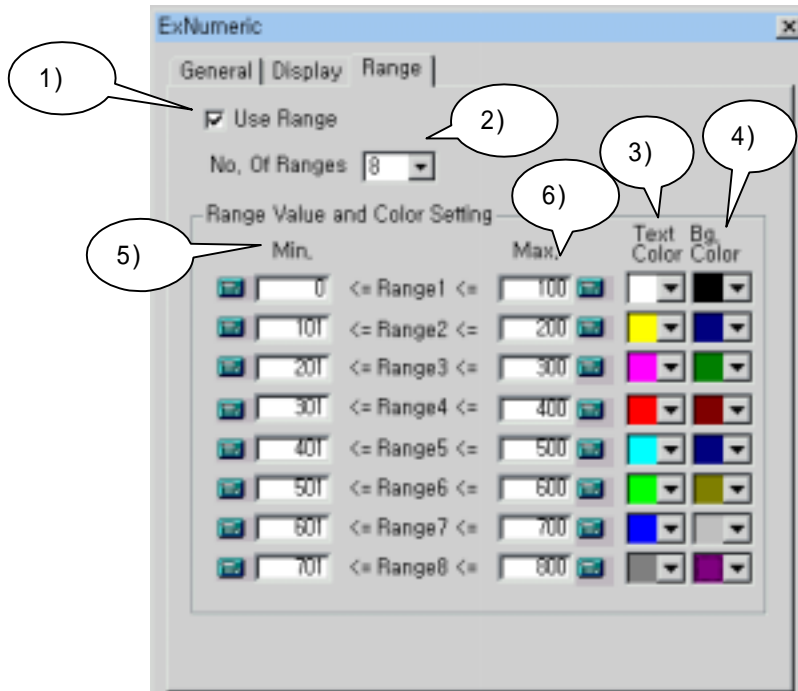 ExNumeric
General Display Range
1)
Use Range
2)
3)
4)
No, Of Ranges 8
6)
5)
Range Value and Color Setting
Min, Max, Text Color Bg, Color
0 <= Range1 <= 100
101 <= Range2 <= 200
201 <= Range3 <= 300
301 <= Range4 <= 400
401 <= Range5 <= 500
501 <= Range6 <= 600
601 <= Range7 <= 700
701 <= Range8 <= 800